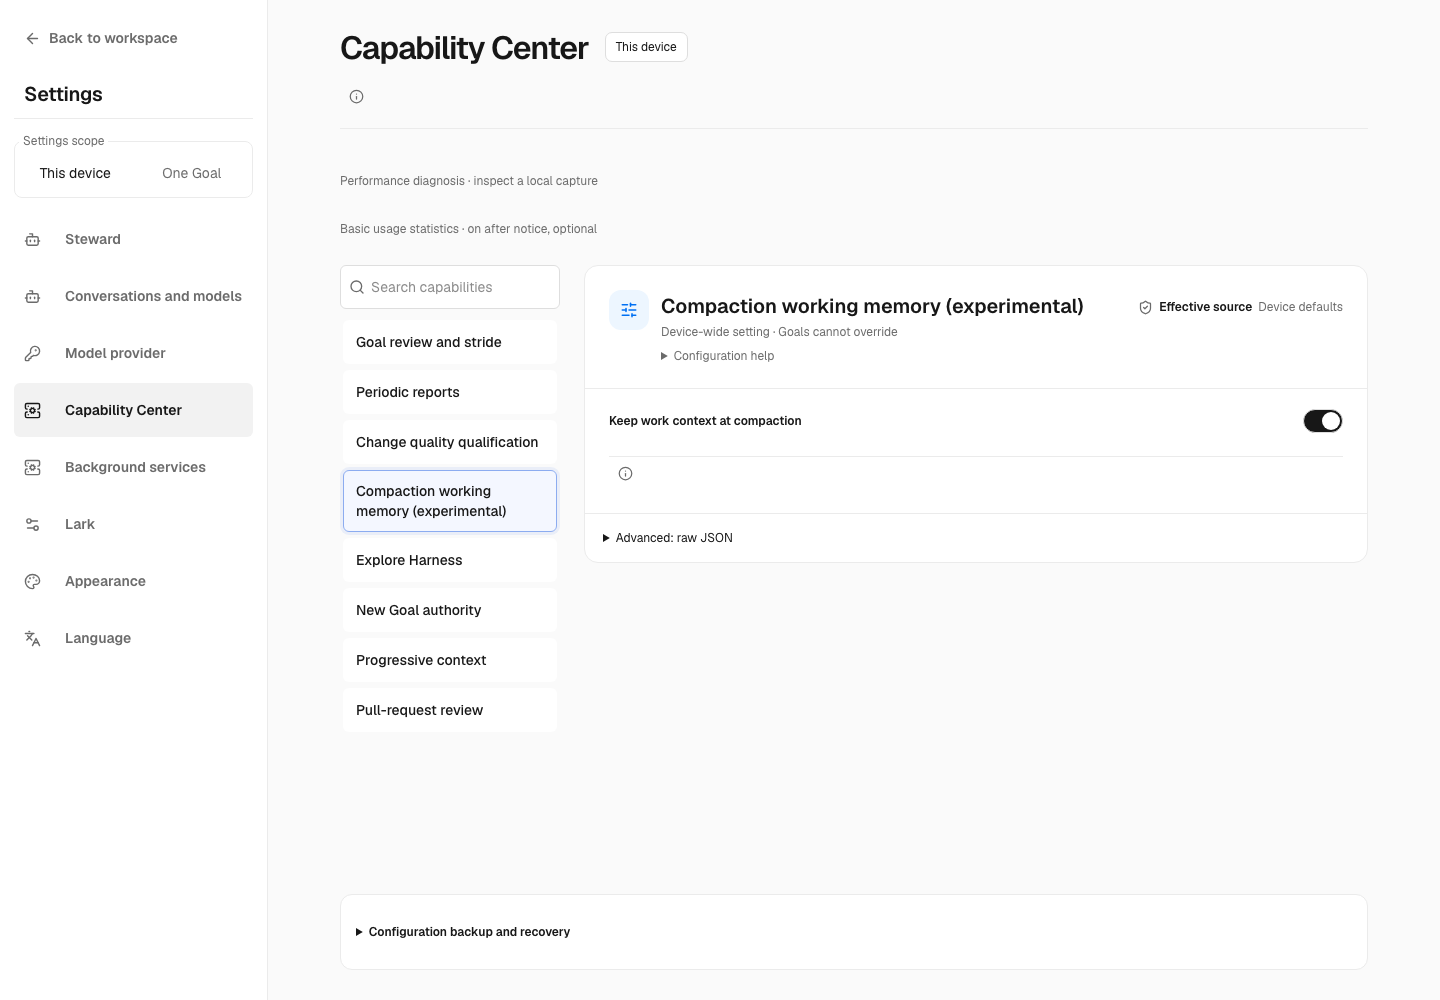 Back to workspace
Settings
Settings scope
This device
One Goal
Steward
Conversations and models
Model provider
Capability Center
Background services
Lark
Appearance
Language
Capability Center
This device
Performance diagnosis · inspect a local capture
Basic usage statistics · on after notice, optional
Search capabilities
Goal review and stride
Periodic reports
Change quality qualification
Compaction working
memory (experimental)
Explore Harness
New Goal authority
Progressive context
Pull-request review
Compaction working memory (experimental)
Effective source Device defaults
Device-wide setting · Goals cannot override
Configuration help
Keep work context at compaction
Advanced: raw JSON
Configuration backup and recovery